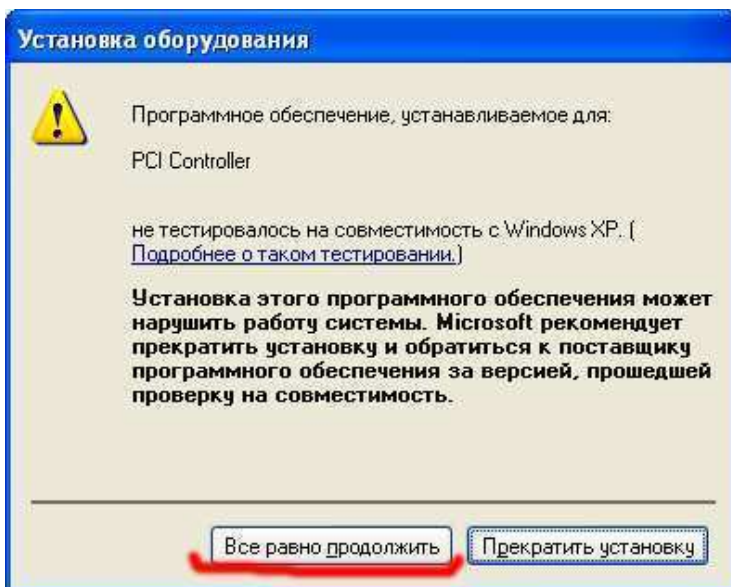 Установка оборудования
Программное обеспечение, устанавливаемое для:
PCI Controller
не тестировалось на совместимость с Windows XP. (
Подробнее о таком тестировании.)
Установка этого программного обеспечения может
нарушить работу системы. Microsoft рекомендует
прекратить установку и обратиться к поставщику
программного обеспечения за версией, прошедшей
проверку на совместимость.
Все равно продолжить
Прекратить установку